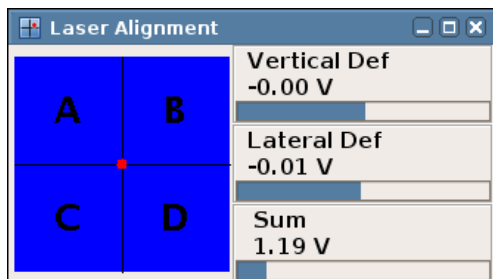 Laser Alignment
A B
C D
Vertical Def
-0.00 V
Lateral Def
-0.01 V
Sum
1.19 V